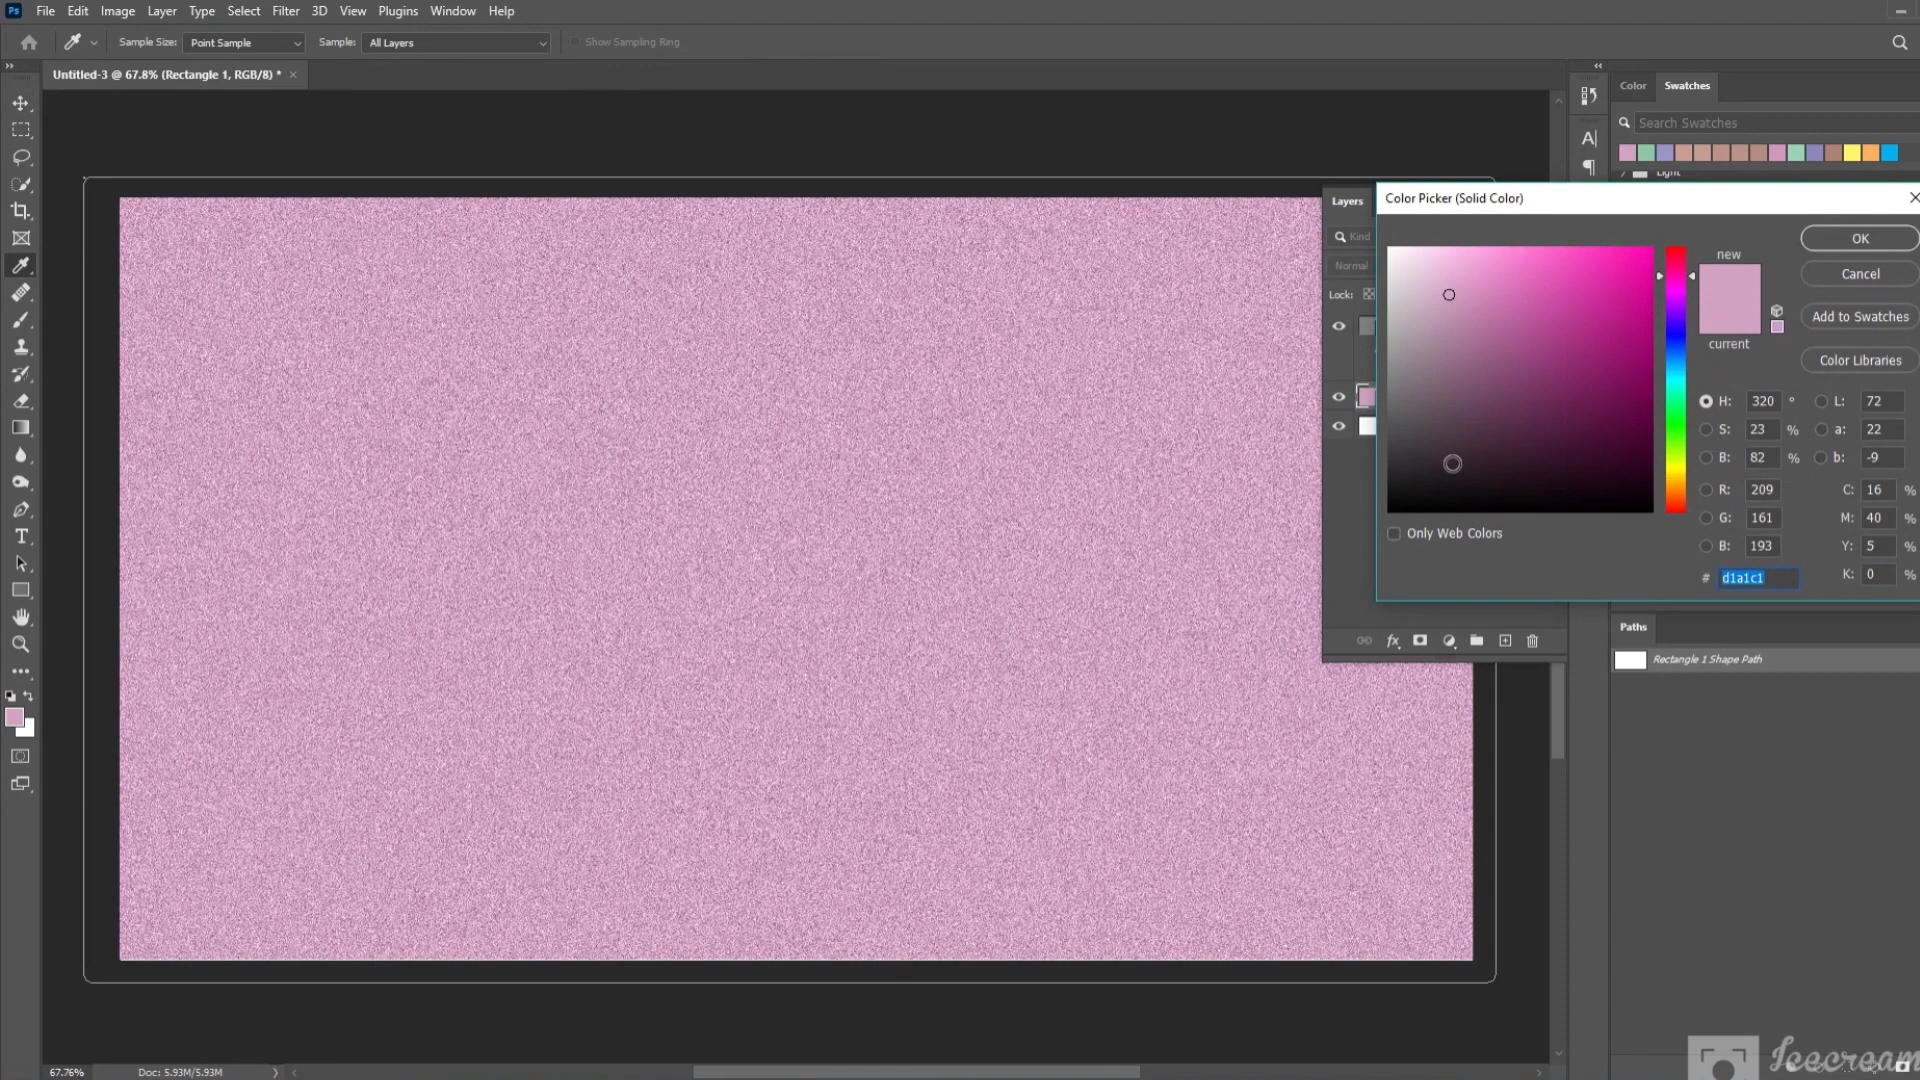 Ps File Edit Image Layer Type Select Filter 3D View Plugins Window Help
Sample Size: Point Sample Sample: All Layers Show Sampling Ring
Untitled-3 @ 67.8% (Rectangle 1, RGB/8) * ×
Color Swatches
Search Swatches
Light
Layers
Color Picker (Solid Color)
Kind
Normal
Lock:
new
current
OK
Cancel
Add to Swatches
Color Libraries
H: 320 ° L: 72
S: 23 % a: 22
B: 82 % b: -9
R: 209 C: 16 %
G: 161 M: 40 %
B: 193 Y: 5 %
# d1a1c1 K: 0 %
Only Web Colors
fx
Paths
Rectangle 1 Shape Path
67.76% Doc: 5.93M/5.93M
Icecream